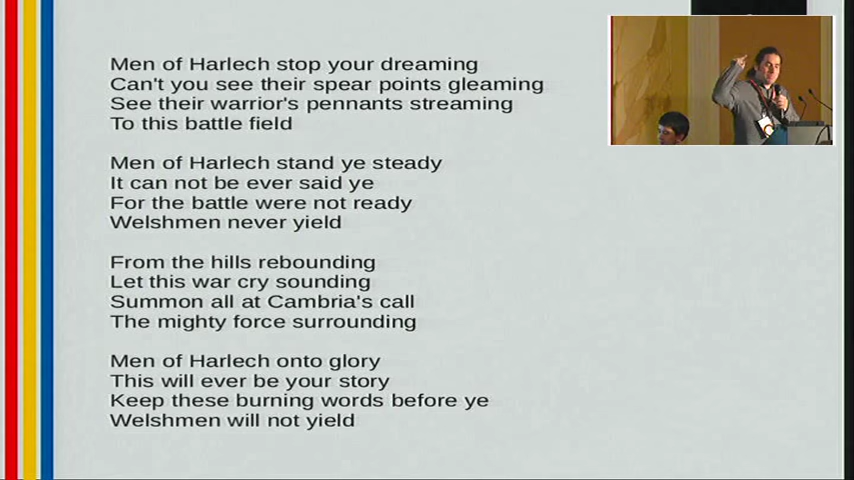 Men of Harlech stop your dreaming
Can't you see their spear points gleaming
See their warrior's pennants streaming
To this battle field
Men of Harlech stand ye steady
It can not be ever said ye
For the battle were not ready
Welshmen never yield
From the hills rebounding
Let this war cry sounding
Summon all at Cambria's call
The mighty force surrounding
Men of Harlech onto glory
This will ever be your story
Keep these burning words before ye
Welshmen will not yield